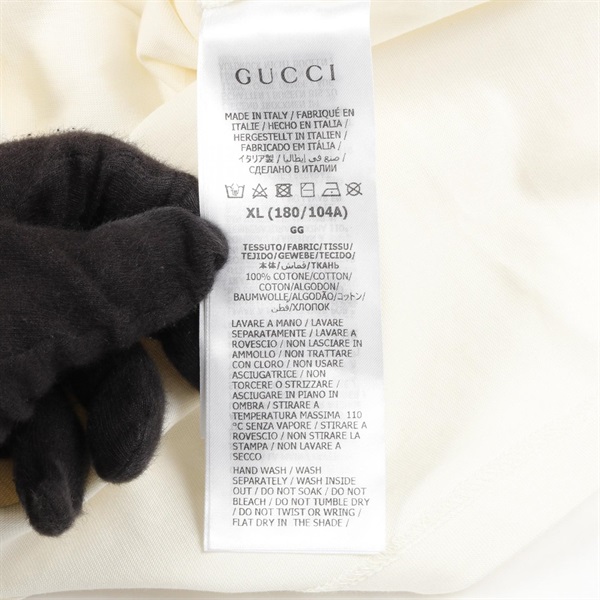 GUCCI
MADE IN ITALY / FABRIQUÉ EN
ITALIE / HECHO EN ITALIA /
HERGESTELLT IN ITALIEN /
FABRICADO EM ITÁLIA /
イタリア製 / صنع في إيطاليا /
СДЕЛАНО В ИТАЛИИ
XL (180/104A)
GG
TESSUTO/FABRIC/TISSU/
TEJIDO/GEWEBE/TECIDO/
本体/قماش/ТКАНЬ
100% COTONE/COTTON/
COTON/ALGODON/
BAUMWOLLE/ALGODÃO/コットン/
قطن/ХЛОПОК
LAVARE A MANO / LAVARE
SEPARATAMENTE / LAVARE A
ROVESCIO / NON LASCIARE IN
AMMOLLO / NON TRATTARE
CON CLORO / NON USARE
ASCIUGATRICE / NON
TORCERE O STRIZZARE /
ASCIUGARE IN PIANO IN
OMBRA / STIRARE A
TEMPERATURA MASSIMA 110
°C SENZA VAPORE / STIRARE A
ROVESCIO / NON STIRARE LA
STAMPA / NON LAVARE A
SECCO
HAND WASH / WASH
SEPARATELY / WASH INSIDE
OUT / DO NOT SOAK / DO NOT
BLEACH / DO NOT TUMBLE DRY
/ DO NOT TWIST OR WRING /
FLAT DRY IN THE SHADE /